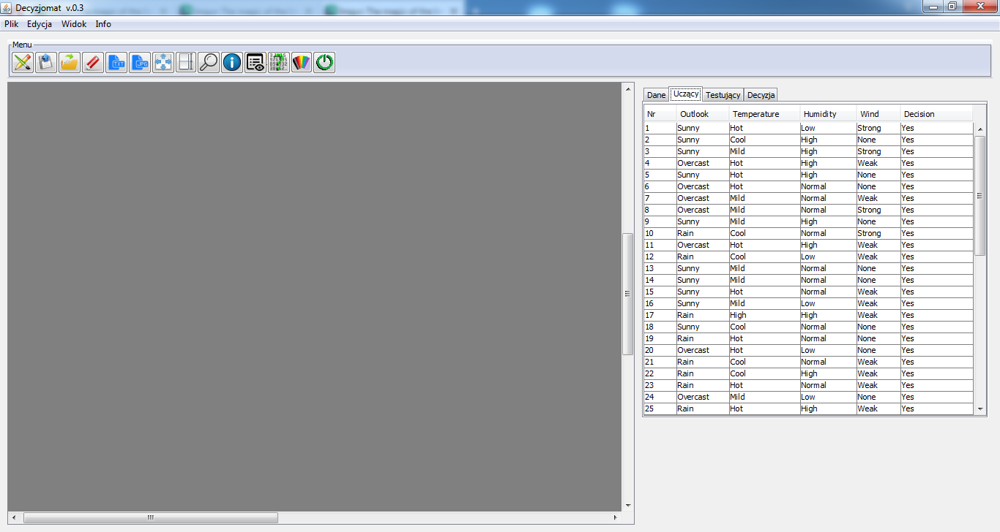 Decyzjomat v.0.3
Plik Edycja Widok Info
Menu
TXT JPG
Dane Uczący Testujący Decyzja
Nr Outlook Temperature Humidity Wind Decision
1 Sunny Hot Low Strong Yes
2 Sunny Cool High None Yes
3 Sunny Mild High Strong Yes
4 Overcast Hot High Weak Yes
5 Sunny Hot High None Yes
6 Overcast Hot Normal None Yes
7 Overcast Mild Normal Weak Yes
8 Overcast Mild Normal Strong Yes
9 Sunny Mild High None Yes
10 Rain Cool Normal Strong Yes
11 Overcast Hot High Weak Yes
12 Rain Cool Low Weak Yes
13 Sunny Mild Normal None Yes
14 Sunny Mild Normal None Yes
15 Sunny Hot Normal Weak Yes
16 Sunny Mild Low Weak Yes
17 Rain High High Weak Yes
18 Sunny Cool Normal None Yes
19 Rain Hot Normal None Yes
20 Overcast Hot Low None Yes
21 Rain Cool Normal Weak Yes
22 Rain Cool High Weak Yes
23 Rain Hot Normal Weak Yes
24 Overcast Mild Low None Yes
25 Rain Hot High Weak Yes